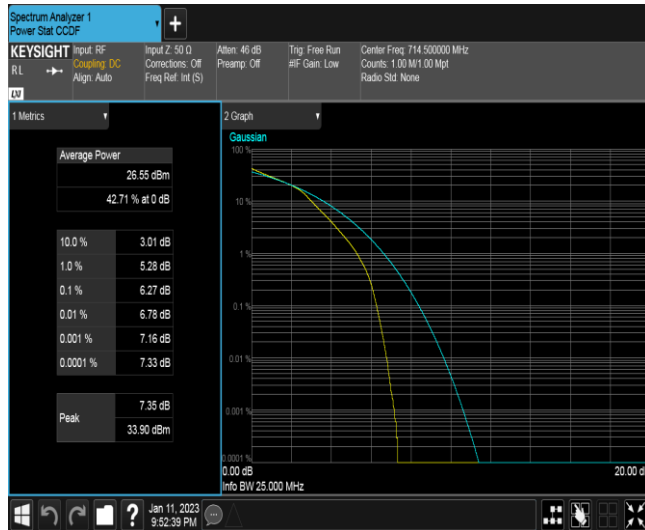 Spectrum Analyzer 1
Power Stat CCDF
+
KEYSIGHT Input: RF Input Z: 50 Ω Atten: 46 dB Trig: Free Run Center Freq: 714.500000 MHz
RL Coupling: DC Corrections: Off Preamp: Off #IF Gain: Low Counts: 1.00 M/1.00 Mpt
Align: Auto Freq Ref: Int (S) Radio Std: None
LXI
1 Metrics
Average Power
26.55 dBm
42.71 % at 0 dB
10.0 % 3.01 dB
1.0 % 5.28 dB
0.1 % 6.27 dB
0.01 % 6.78 dB
0.001 % 7.16 dB
0.0001 % 7.33 dB
Peak 7.35 dB
33.90 dBm
2 Graph
Gaussian
100 %
10 %
1 %
0.1 %
0.01 %
0.001 %
0.0001 %
0.00 dB 20.00 d
Info BW 25.000 MHz
? Jan 11, 2023
9:52:39 PM